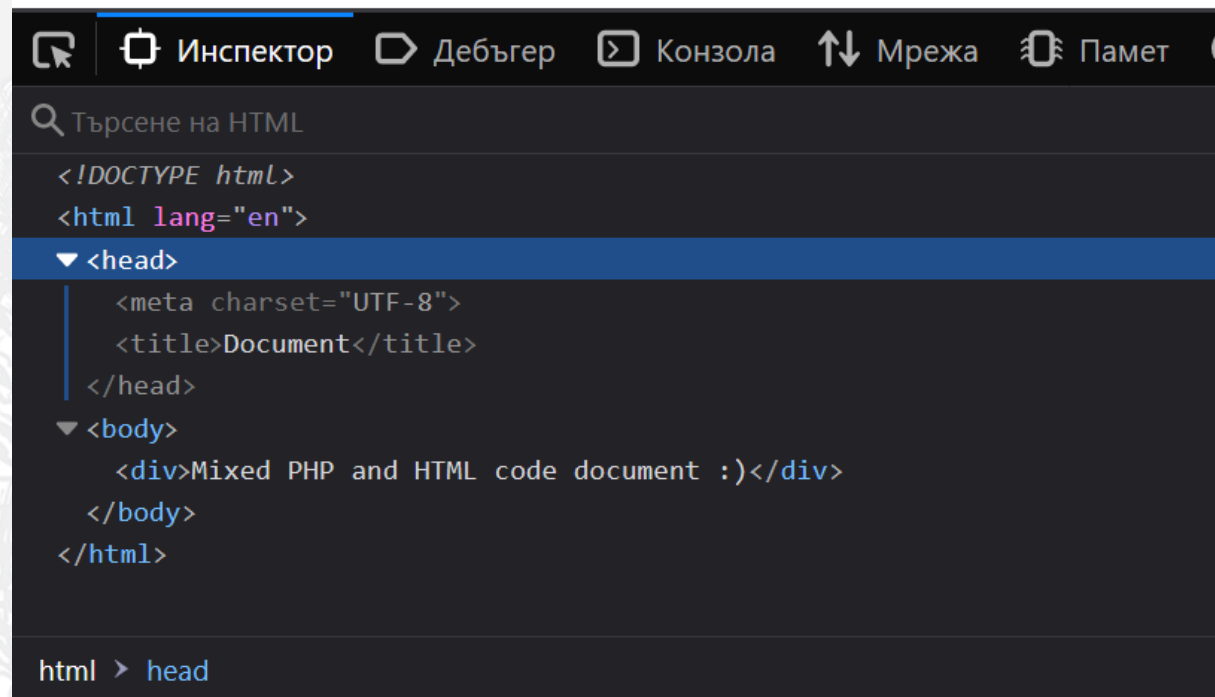 Инспектор Дебъгер Конзола Мрежа Памет
Търсене на HTML
<!DOCTYPE html>
<html lang="en">
<head>
<meta charset="UTF-8">
<title>Document</title>
</head>
<body>
<div>Mixed PHP and HTML code document :)</div>
</body>
</html>
html > head